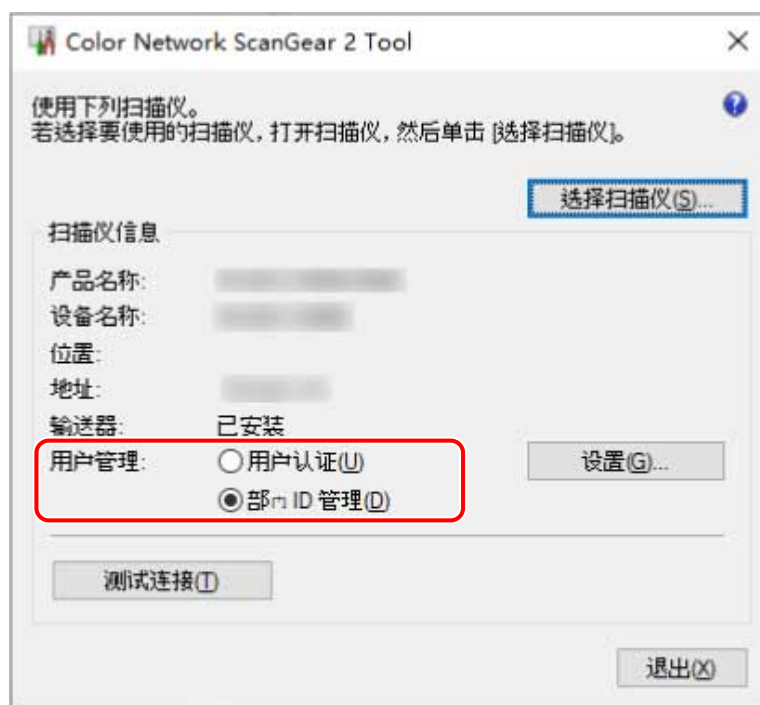 Color Network ScanGear 2 Tool
使用下列扫描仪。
若选择要使用的扫描仪，打开扫描仪，然后单击 [选择扫描仪]。
选择扫描仪(S)...
扫描仪信息
产品名称:
设备名称:
位置:
地址:
输送器: 已安装
用户管理: 用户认证(U) 设置(G)...
部门 ID 管理(D)
测试连接(T)
退出(X)